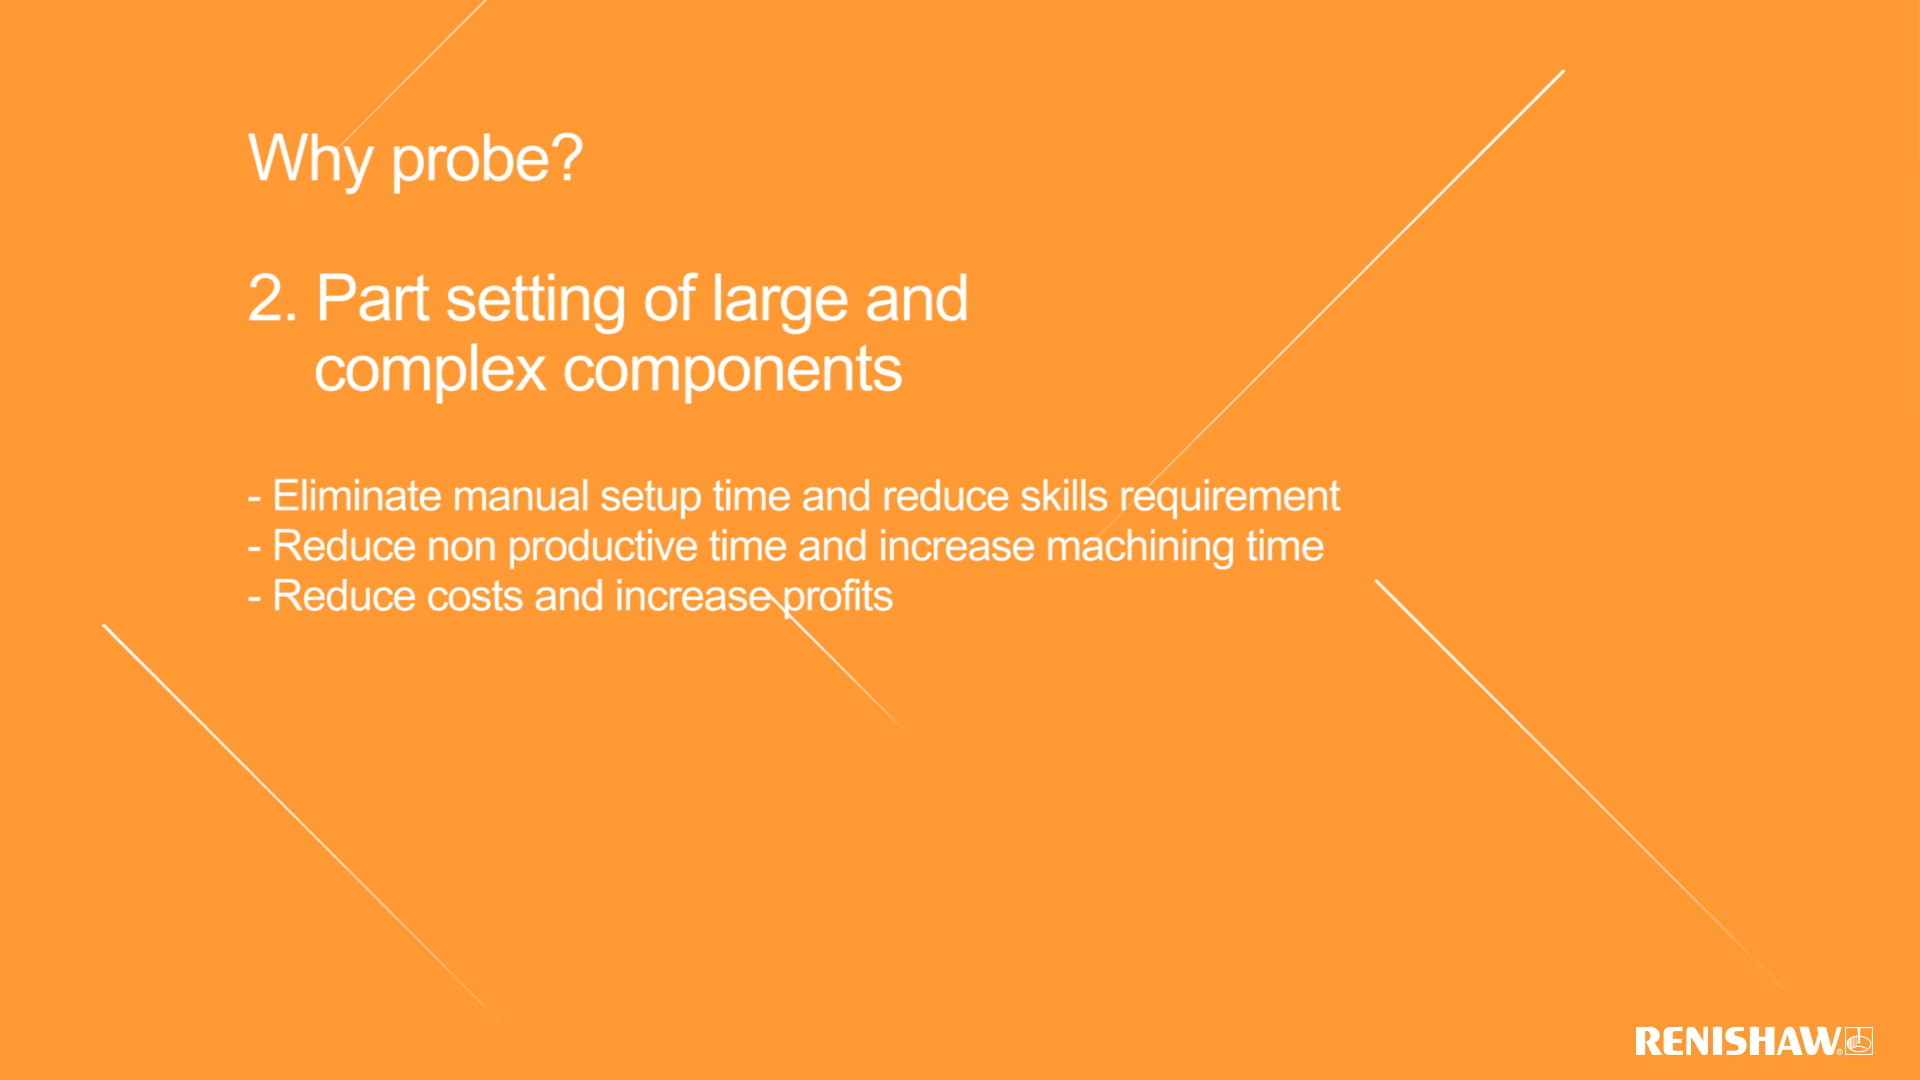 Why probe?
2. Part setting of large and
complex components
- Eliminate manual setup time and reduce skills requirement
- Reduce non productive time and increase machining time
- Reduce costs and increase profits
RENISHAW®